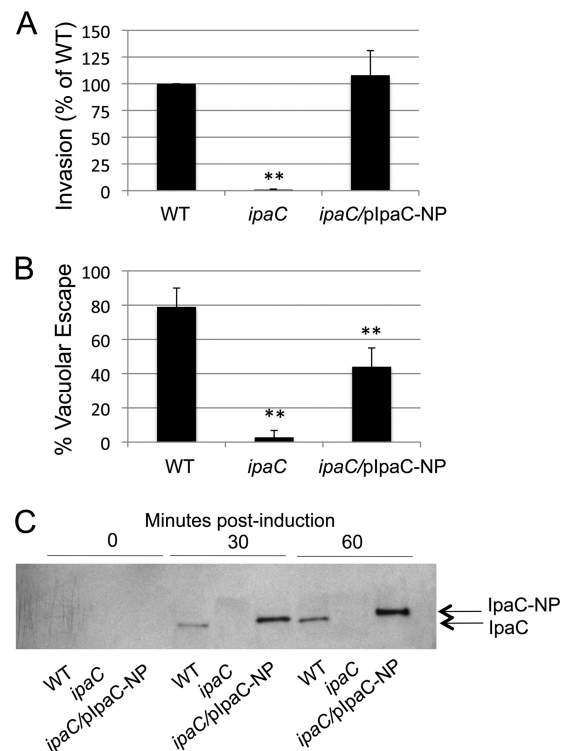 A
Invasion (% of WT)
150
125
100
75
50
25
0
**
WT
ipaC
ipaC/pIpaC-NP
B
% Vacuolar Escape
100
80
60
40
20
0
**
**
WT
ipaC
ipaC/pIpaC-NP
C
Minutes post-induction
0
30
60
IpaC-NP
IpaC
WT
ipaC
ipaC/pIpaC-NP
WT
ipaC
ipaC/pIpaC-NP
WT
ipaC
ipaC/pIpaC-NP